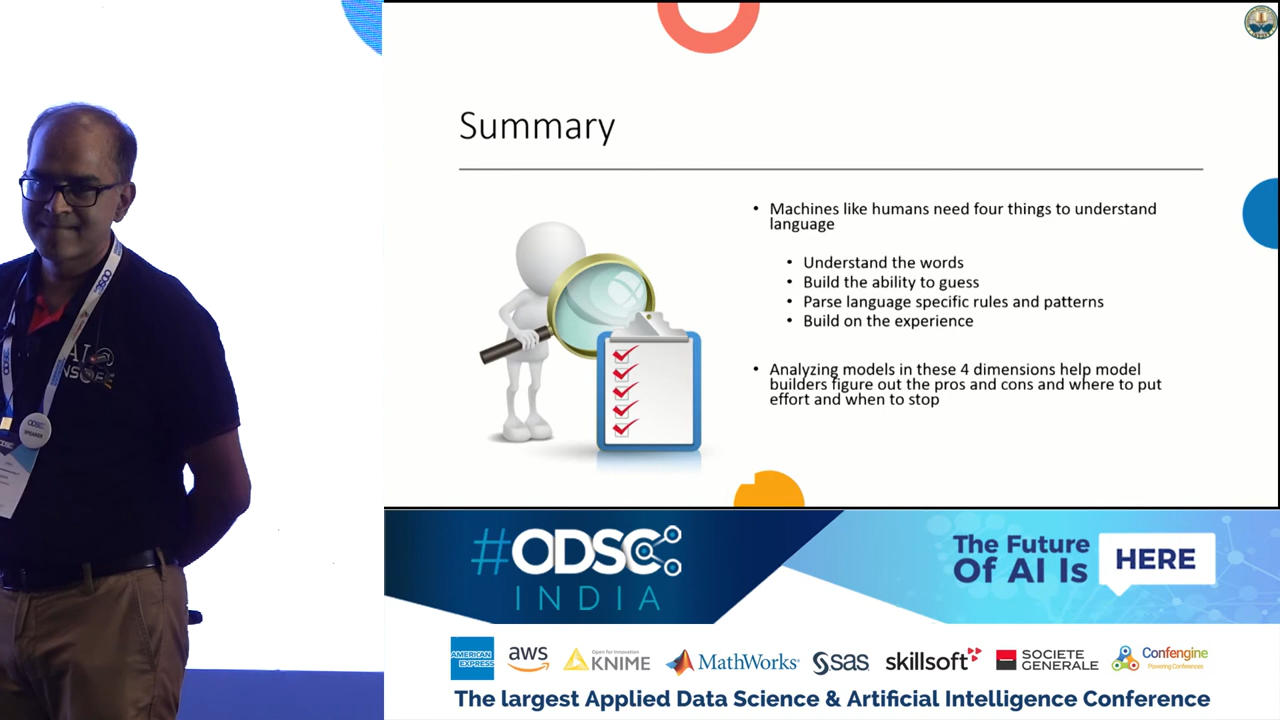 Summary
• Machines like humans need four things to understand
language
• Understand the words
• Build the ability to guess
• Parse language specific rules and patterns
• Build on the experience
• Analyzing models in these 4 dimensions help model
builders figure out the pros and cons and where to put
effort and when to stop
ODSC
ODSC
SPEAKER
ODSC
#ODSC
INDIA
The Future
Of AI Is
HERE
AMERICAN
EXPRESS
aws
Open for Innovation
KNIME
MathWorks®
sas
skillsoft
SOCIETE
GENERALE
Confengine
Powering Conferences
The largest Applied Data Science & Artificial Intelligence Conference